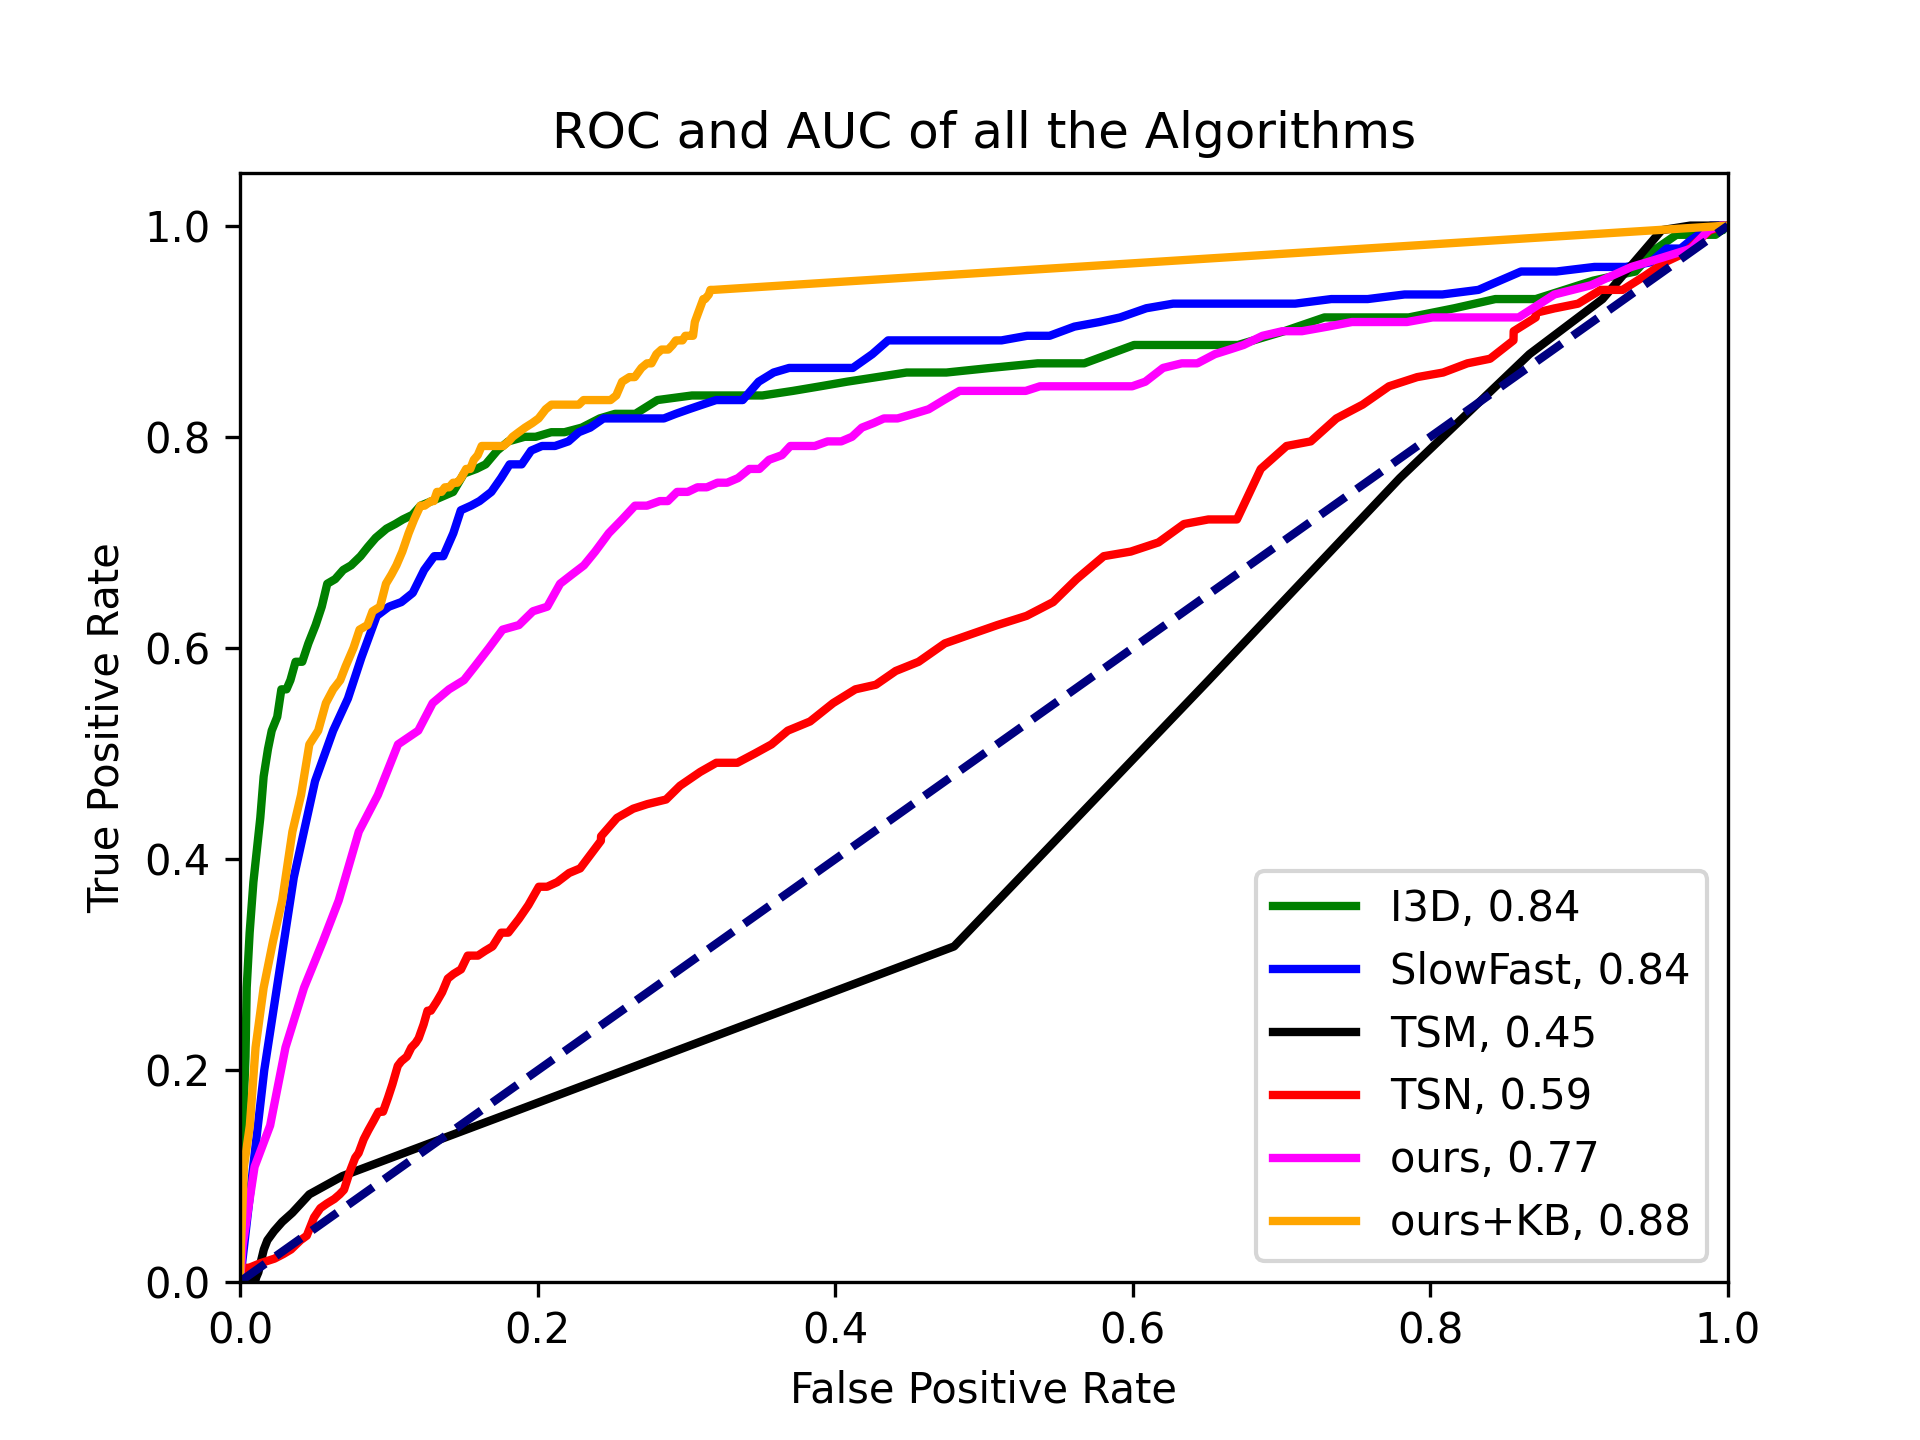 ROC and AUC of all the Algorithms
True Positive Rate
1.0
0.8
0.6
0.4
0.2
0.0
0.0 0.2 0.4 0.6 0.8 1.0
False Positive Rate
I3D, 0.84
SlowFast, 0.84
TSM, 0.45
TSN, 0.59
ours, 0.77
ours+KB, 0.88